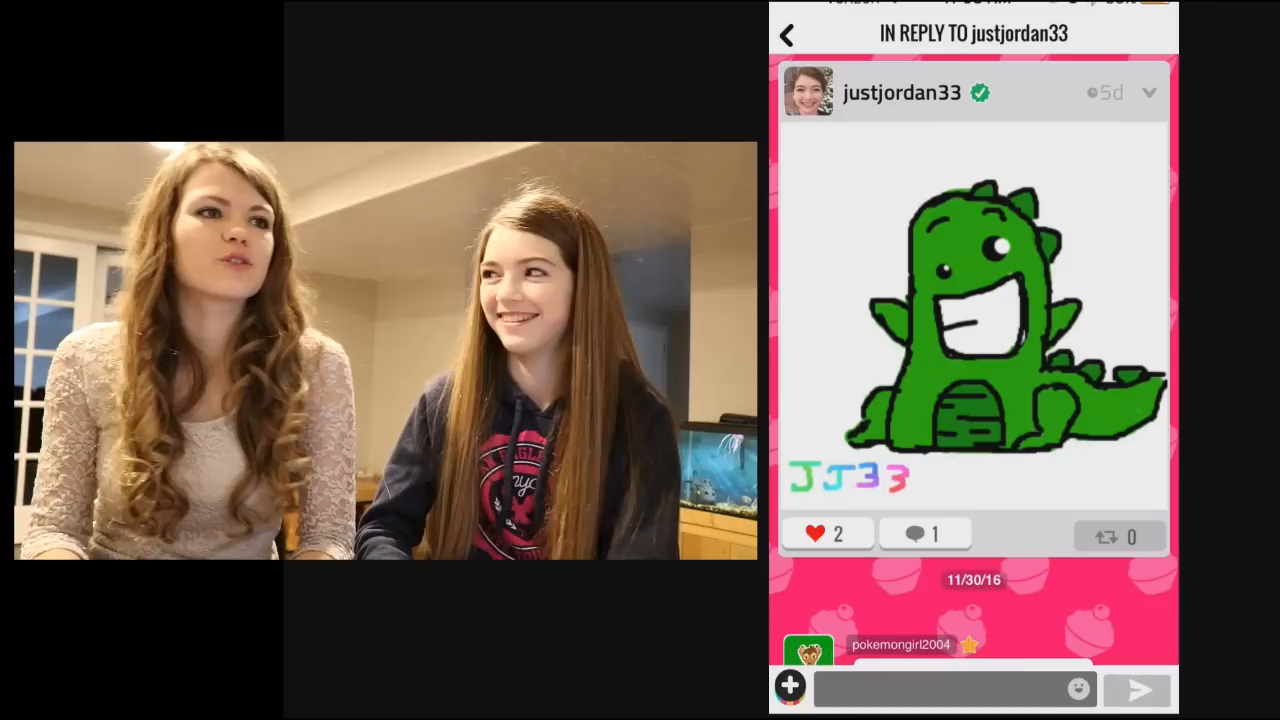 IN REPLY TO justjordan33
justjordan33
5d
JJ33
2
1
0
11/30/16
pokemongirl2004